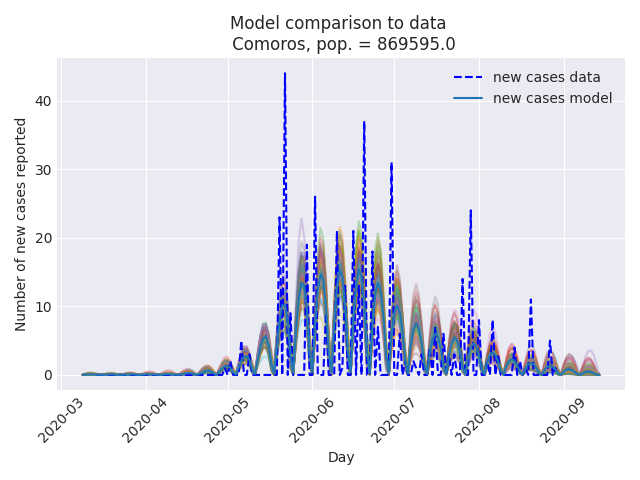 Model comparison to data
Comoros, pop. = 869595.0
new cases data
new cases model
Number of new cases reported
40
30
20
10
0
2020-03
2020-04
2020-05
2020-06
2020-07
2020-08
2020-09
Day